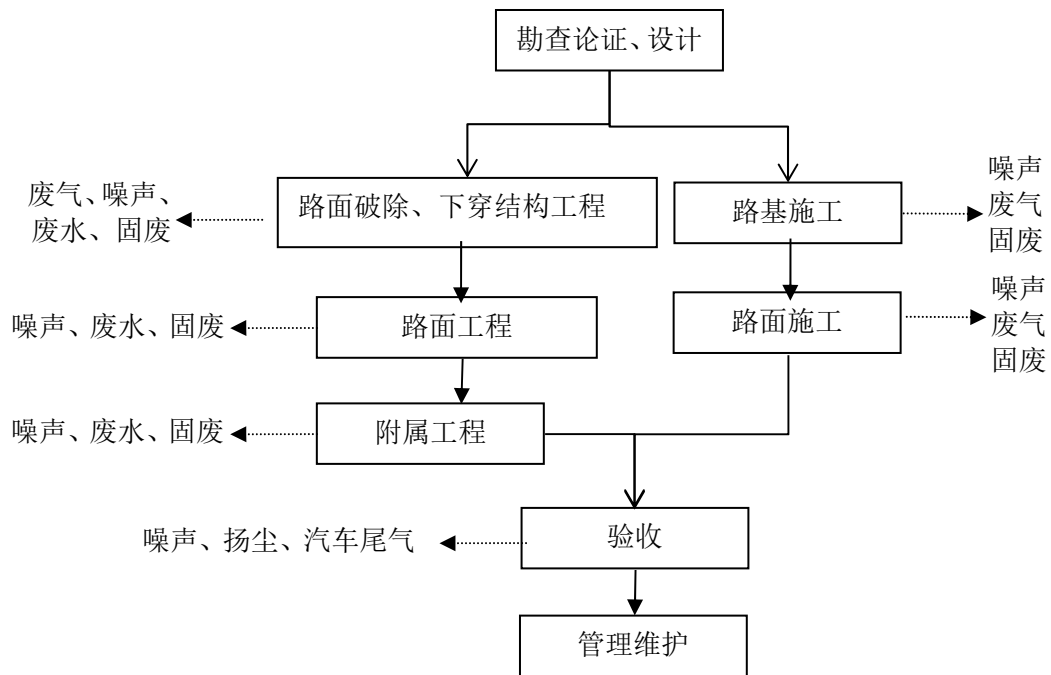 勘查论证、设计
废气、噪声、
废水、固废
路面破除、下穿结构工程
路基施工
噪声
废气
固废
噪声、废水、固废
路面工程
路面施工
噪声
废气
固废
噪声、废水、固废
附属工程
噪声、扬尘、汽车尾气
验收
管理维护